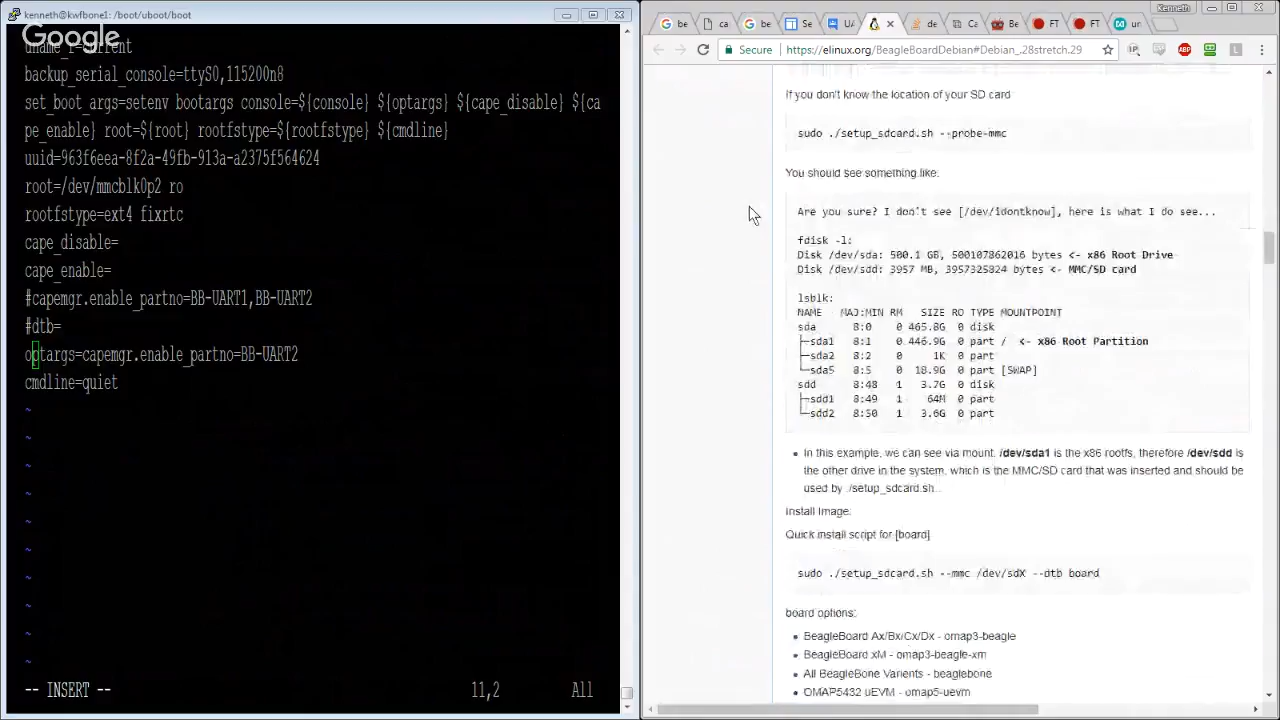 kenneth@kwfbone1: /boot/uboot/boot
Google
uname_r=current
backup_serial_console=ttyS0,115200n8
set_boot_args=setenv bootargs console=${console} ${optargs} ${cape_disable} ${ca
pe_enable} root=${root} rootfstype=${rootfstype} ${cmdline}
uuid=963f6eea-8f2a-49fb-913a-a2375f564624
root=/dev/mmcblk0p2 ro
rootfstype=ext4 fixrtc
cape_disable=
cape_enable=
#capemgr.enable_partno=BB-UART1,BB-UART2
#dtb=
optargs=capemgr.enable_partno=BB-UART2
cmdline=quiet
~
~
~
~
~
~
~
~
~
~
-- INSERT --
11,2
All
Kenneth
be
ca
be
Se
de
Ca
FT
FT
un
Secure
https://elinux.org/BeagleBoardDebian#Debian_.28stretch.29
If you don't know the location of your SD card
sudo ./setup_sdcard.sh --probe-mmc
You should see something like:
Are you sure? I don't see [/dev/idontknow], here is what I do see...
fdisk -l:
Disk /dev/sda: 500.1 GB, 500107862016 bytes <- x86 Root Drive
Disk /dev/sdd: 3957 MB, 3957325824 bytes <- MMC/SD card
lsblk:
NAME MAJ:MIN RM SIZE RO TYPE MOUNTPOINT
sda 8:0 0 465.8G 0 disk
├─sda1 8:1 0 446.9G 0 part / <- x86 Root Partition
├─sda2 8:2 0 1K 0 part
└─sda5 8:5 0 18.9G 0 part [SWAP]
sdd 8:48 1 3.7G 0 disk
├─sdd1 8:49 1 64M 0 part
└─sdd2 8:50 1 3.6G 0 part
In this example, we can see via mount, /dev/sda1 is the x86 rootfs, therefore /dev/sdd is
the other drive in the system, which is the MMC/SD card that was inserted and should be
used by ./setup_sdcard.sh...
Install Image:
Quick install script for [board]
sudo ./setup_sdcard.sh --mmc /dev/sdX --dtb board
board options:
BeagleBoard Ax/Bx/Cx/Dx - omap3-beagle
BeagleBoard xM - omap3-beagle-xm
All BeagleBone Varients - beaglebone
OMAP5432 uEVM - omap5-uevm